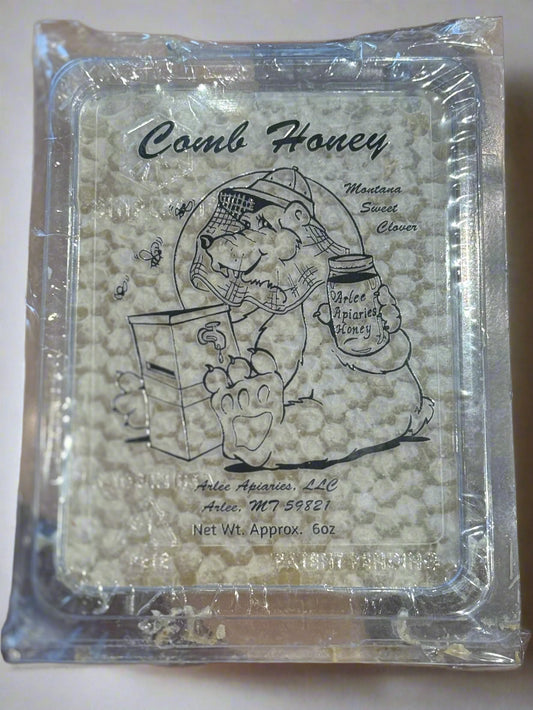 Comb Honey
Montana
Sweet
Clover
Arlee
Apiaries
Honey
Arlee Apiaries, LLC
Arlee, MT 59821
Net Wt. Approx. 6oz
PATENT PENDING